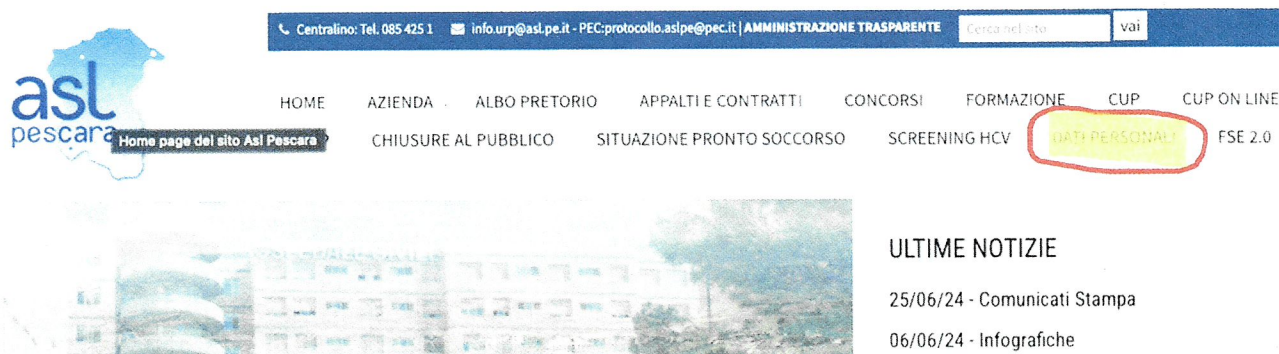 Centralino: Tel. 085 425 1 info.urp@asl.pe.it - PEC:protocollo.aslpe@pec.it | AMMINISTRAZIONE TRASPARENTE Cerca nel sito vai
asl
pescara
HOME AZIENDA ALBO PRETORIO APPALTI E CONTRATTI CONCORSI FORMAZIONE CUP CUP ON LINE
Home page del sito Asl Pescara CHIUSURE AL PUBBLICO SITUAZIONE PRONTO SOCCORSO SCREENING HCV DATI PERSONALI FSE 2.0
ULTIME NOTIZIE
25/06/24 - Comunicati Stampa
06/06/24 - Infografiche